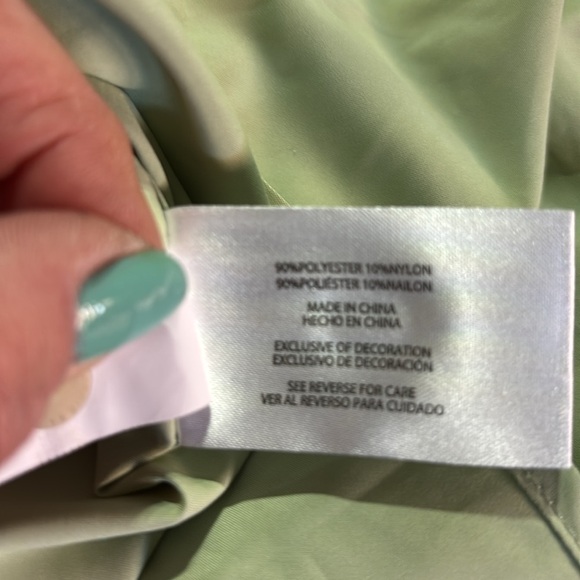 90%POLYESTER 10%NYLON
90%POLIÉSTER 10%NAILON
MADE IN CHINA
HECHO EN CHINA
EXCLUSIVE OF DECORATION
EXCLUSIVO DE DECORACIÓN
SEE REVERSE FOR CARE
VER AL REVERSO PARA CUIDADO